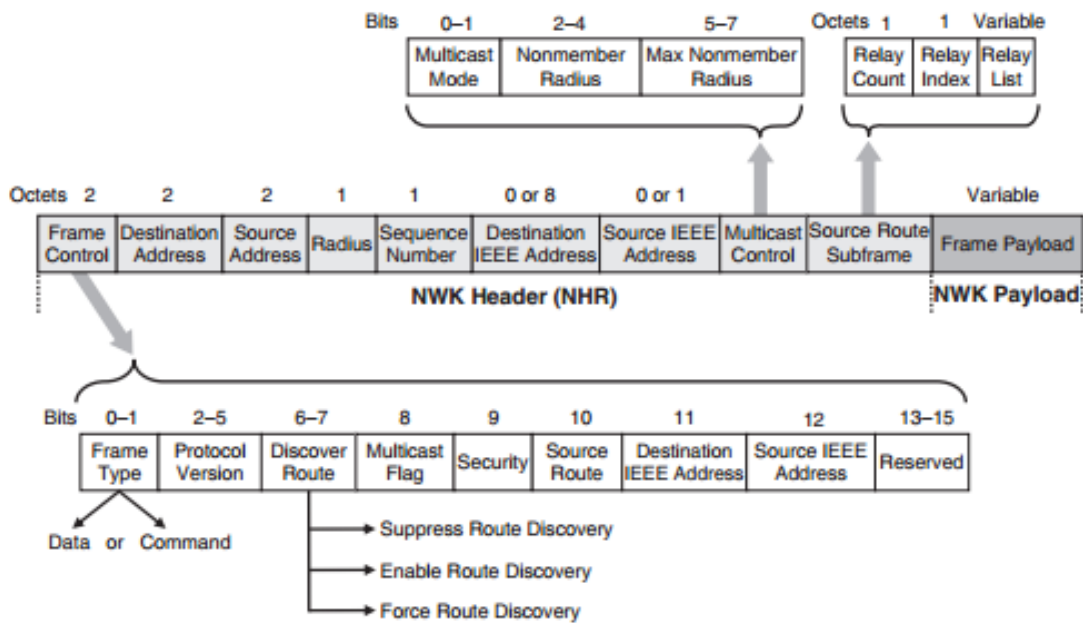 Bits 0–1 2–4 5–7 Octets 1 1 Variable
Multicast Mode Nonmember Radius Max Nonmember Radius Relay Count Relay Index Relay List
Octets 2 2 2 1 1 0 or 8 0 or 1 Variable
Frame Control Destination Address Source Address Radius Sequence Number Destination IEEE Address Source IEEE Address Multicast Control Source Route Subframe Frame Payload
NWK Header (NHR) NWK Payload
Bits 0–1 2–5 6–7 8 9 10 11 12 13–15
Frame Type Protocol Version Discover Route Multicast Flag Security Source Route Destination IEEE Address Source IEEE Address Reserved
Data or Command
Suppress Route Discovery
Enable Route Discovery
Force Route Discovery